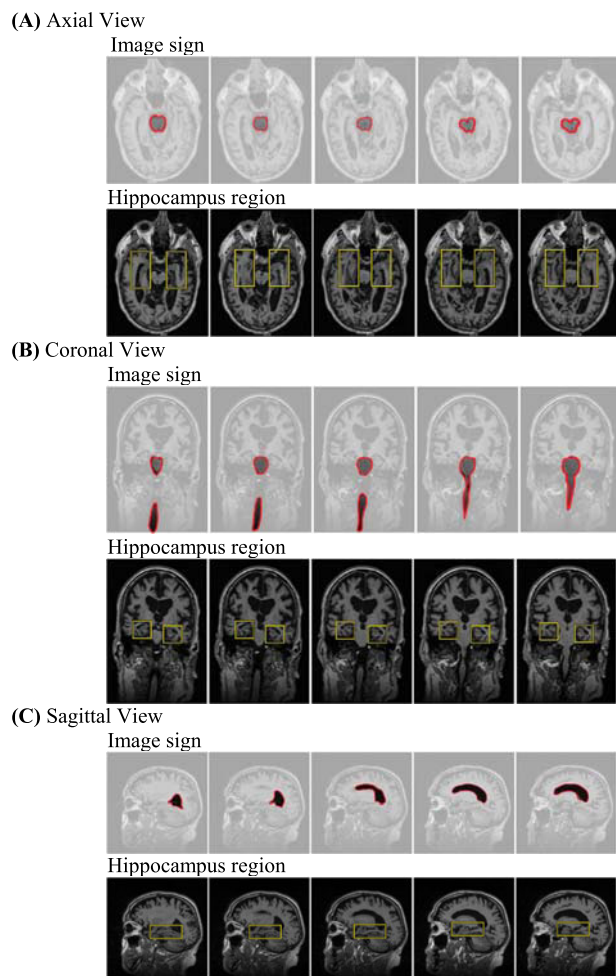 (A) Axial View
Image sign
Hippocampus region
(B) Coronal View
Image sign
Hippocampus region
(C) Sagittal View
Image sign
Hippocampus region